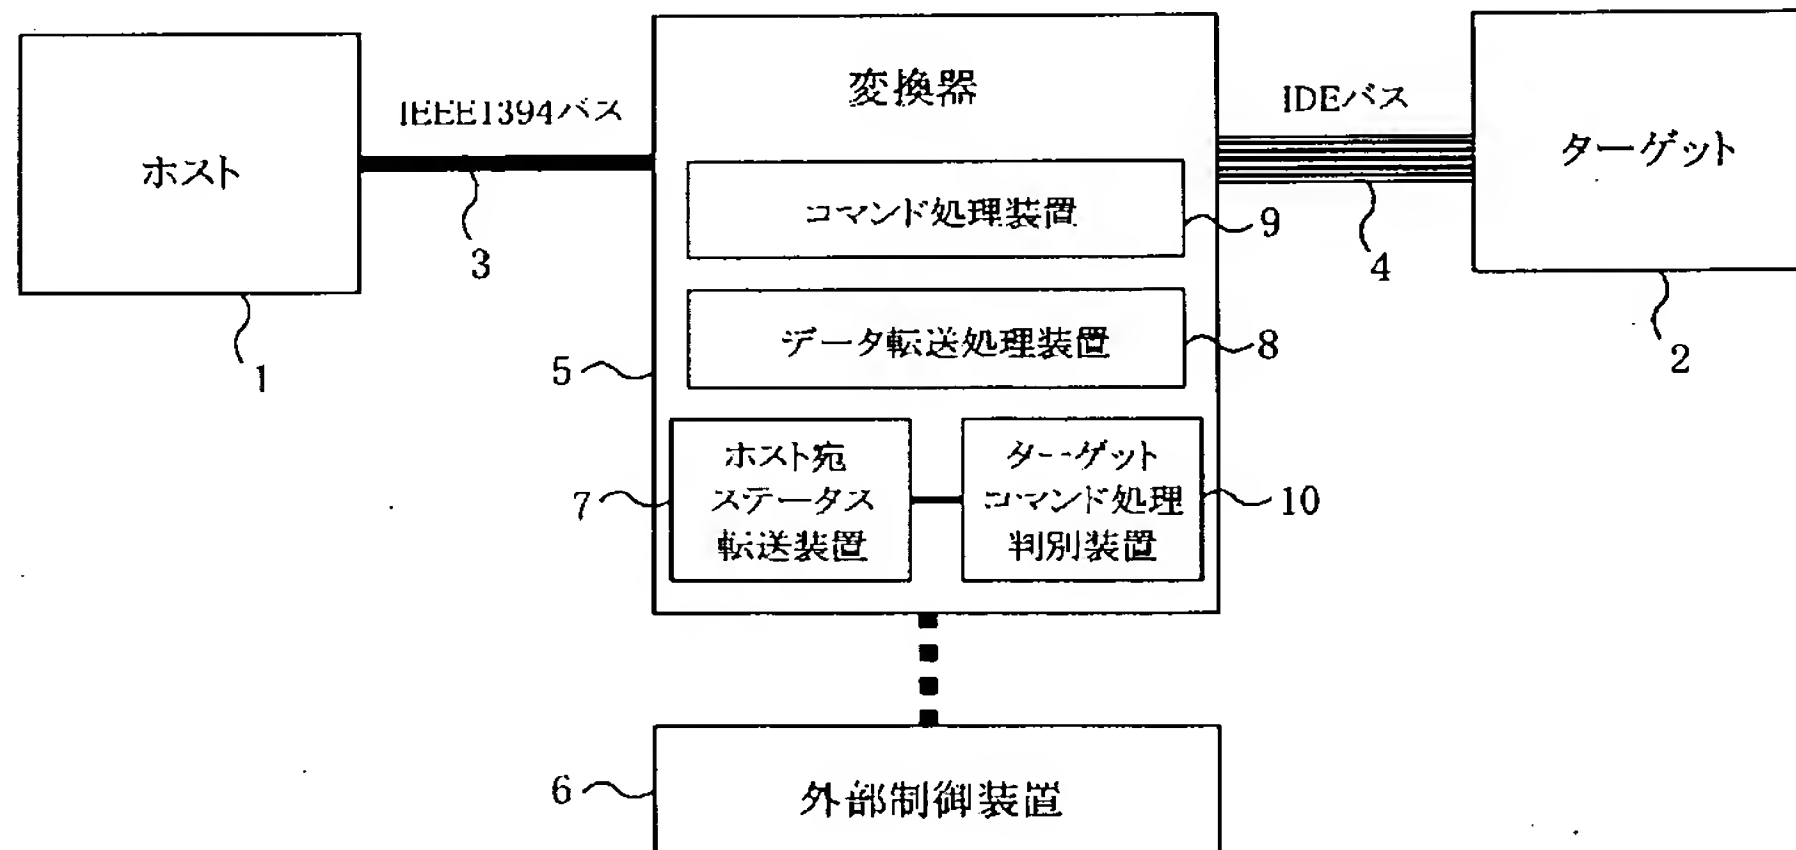 ホスト
1
IEEE1394バス
3
変換器
コマンド処理装置
9
データ転送処理装置
8
5
ホスト宛
ステータス
転送装置
7
ターゲット
コマンド処理
判別装置
10
IDEバス
4
ターゲット
2
外部制御装置
6